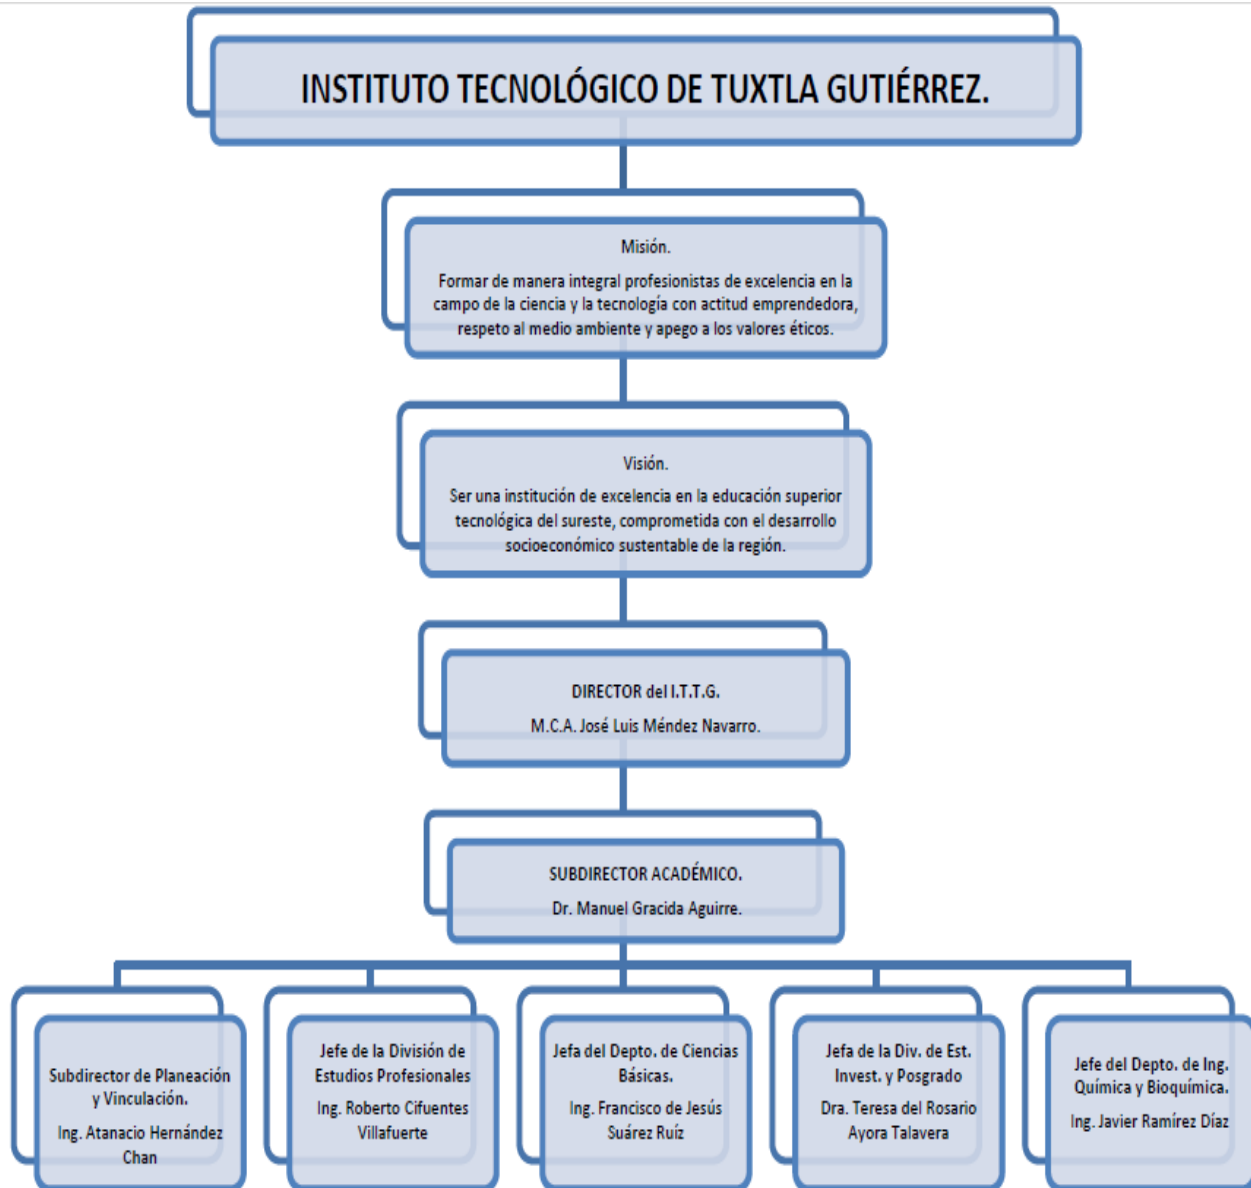 INSTITUTO TECNOLÓGICO DE TUXTLA GUTIÉRREZ.
Misión.
Formar de manera integral profesionistas de excelencia en la
campo de la ciencia y la tecnología con actitud emprendedora,
respeto al medio ambiente y apego a los valores éticos.
Visión.
Ser una institución de excelencia en la educación superior
tecnológica del sureste, comprometida con el desarrollo
socioeconómico sustentable de la región.
DIRECTOR del I.T.T.G.
M.C.A. José Luis Méndez Navarro.
SUBDIRECTOR ACADÉMICO.
Dr. Manuel Gracida Aguirre.
Subdirector de Planeación
y Vinculación.
Ing. Atanacio Hernández
Chan
Jefe de la División de
Estudios Profesionales
Ing. Roberto Cifuentes
Villafuerte
Jefa del Depto. de Ciencias
Básicas.
Ing. Francisco de Jesús
Suárez Ruíz
Jefa de la Div. de Est.
Invest. y Posgrado
Dra. Teresa del Rosario
Ayora Talavera
Jefe del Depto. de Ing.
Química y Bioquímica.
Ing. Javier Ramírez Díaz